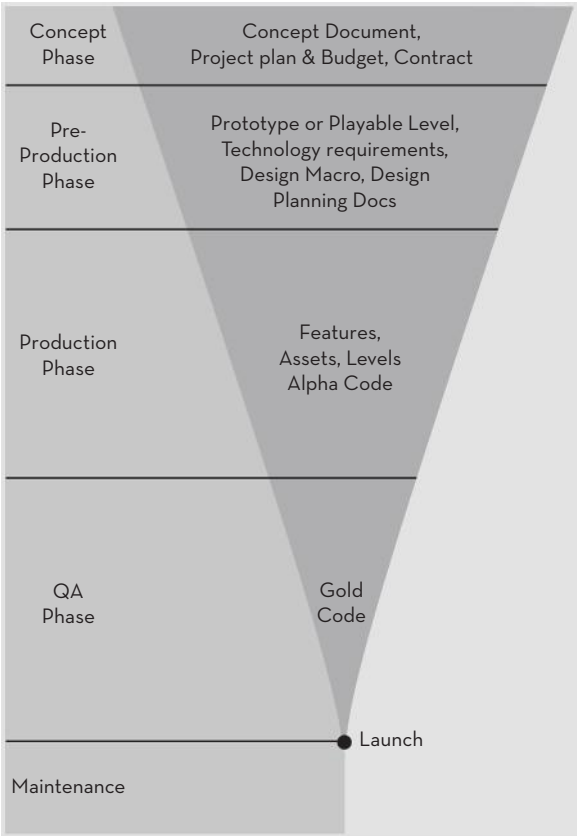 Concept
Phase
Concept Document,
Project plan & Budget, Contract
Pre-
Production
Phase
Prototype or Playable Level,
Technology requirements,
Design Macro, Design
Planning Docs
Production
Phase
Features,
Assets, Levels
Alpha Code
QA
Phase
Gold
Code
Launch
Maintenance